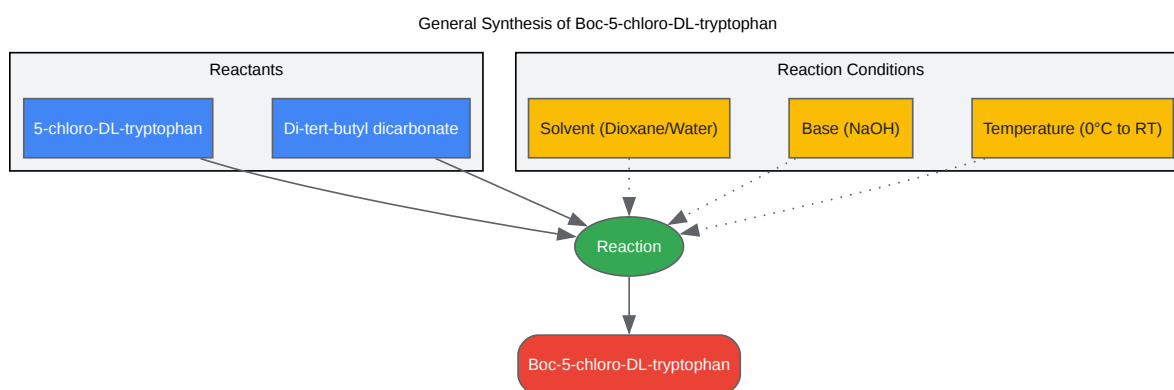 General Synthesis of Boc-5-chloro-DL-tryptophan
Reactants
Reaction Conditions
5-chloro-DL-tryptophan
Di-tert-butyl dicarbonate
Solvent (Dioxane/Water)
Base (NaOH)
Temperature (0°C to RT)
Reaction
Boc-5-chloro-DL-tryptophan